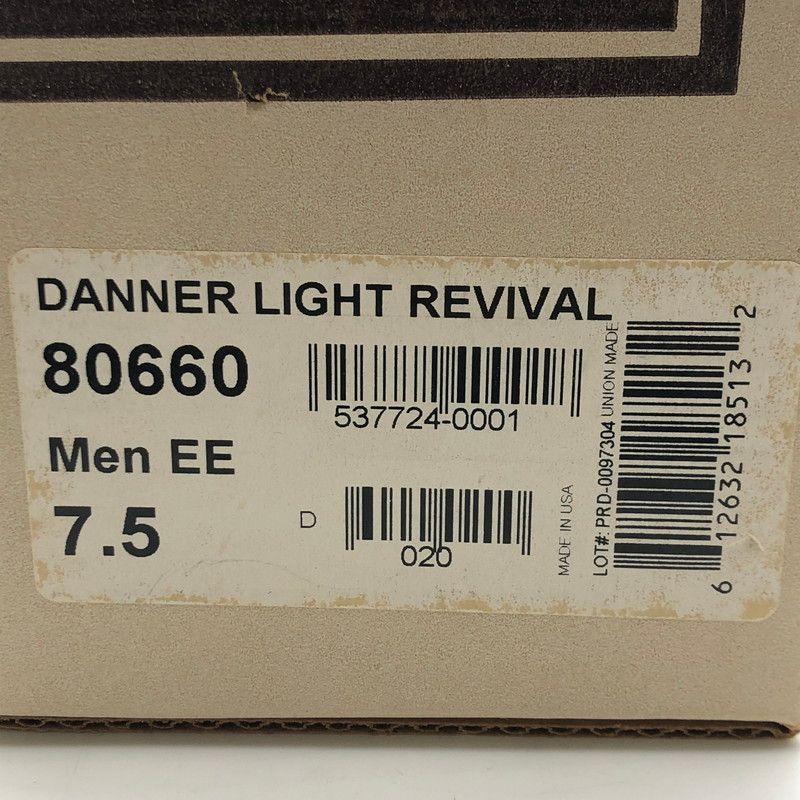 DANNER LIGHT REVIVAL
80660
537724-0001
Men EE
7.5
D
020
MADE IN USA
LOT#: PRD-0097304 UNION MADE
6 12632 18513 2